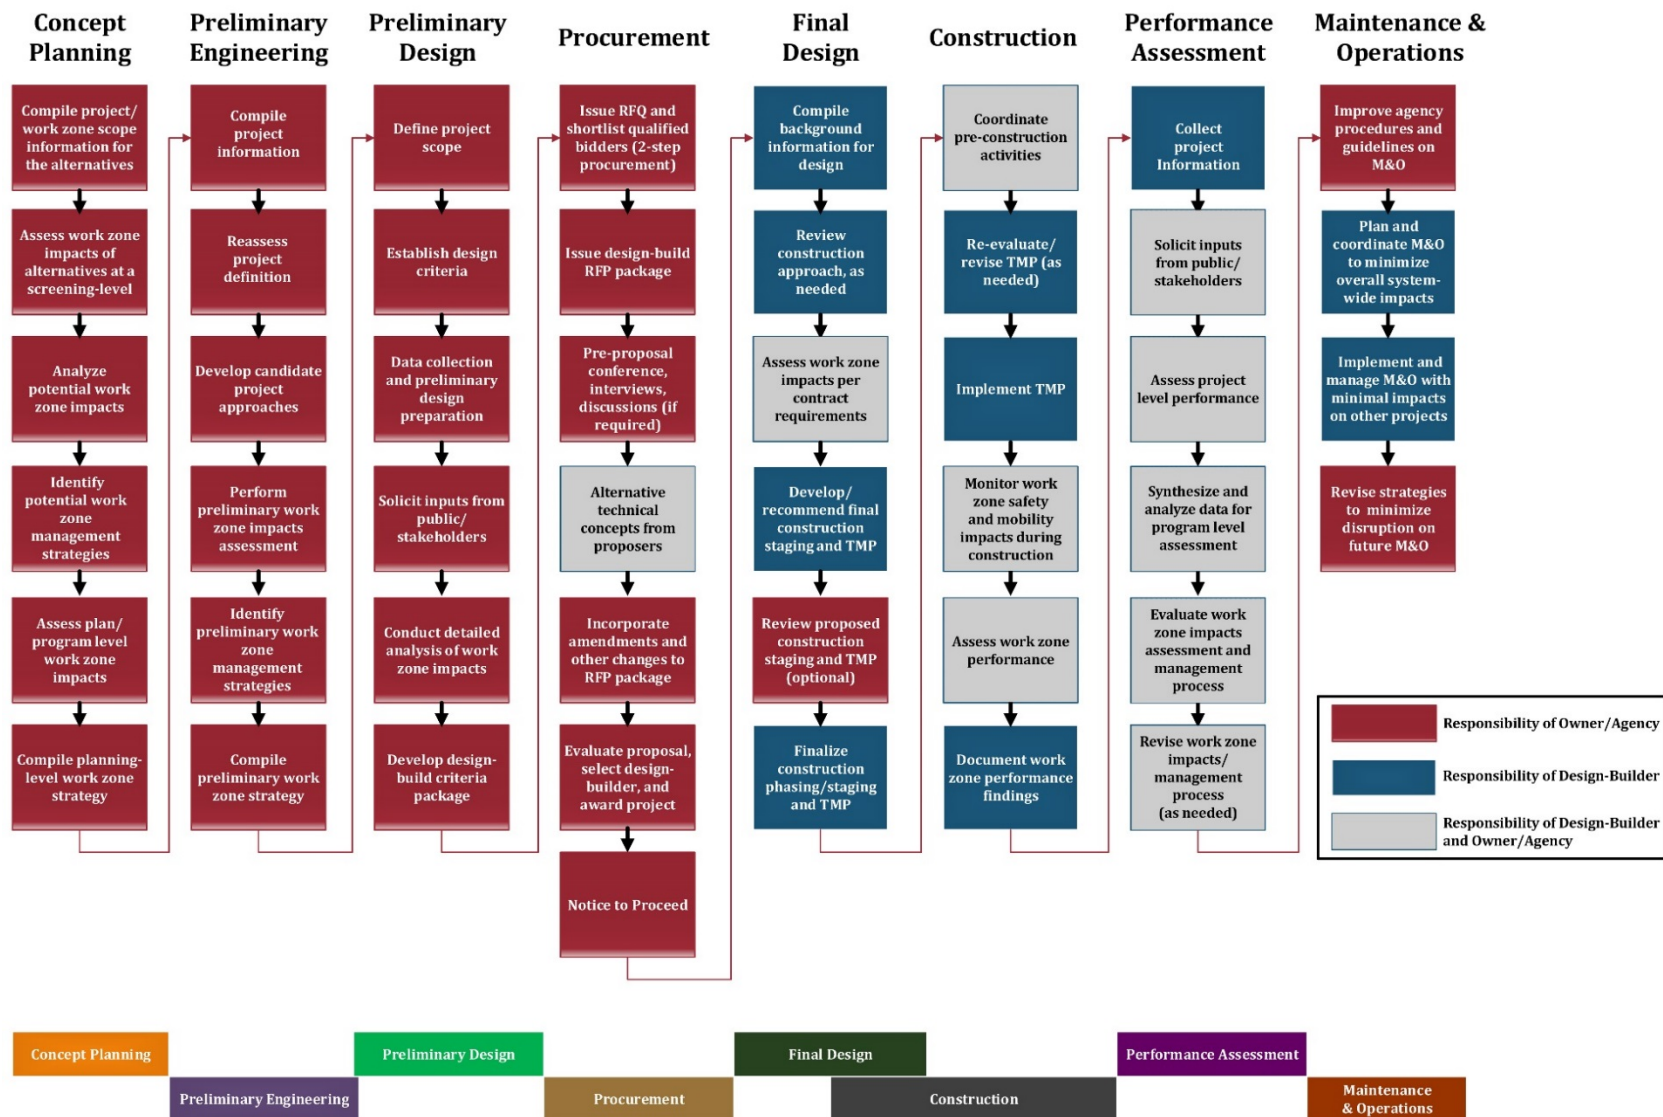 Concept
Planning
Preliminary
Engineering
Preliminary
Design
Procurement
Final
Design
Construction
Performance
Assessment
Maintenance &
Operations
Compile project/
work zone scope
information for
the alternatives
Assess work zone
impacts of
alternatives at a
screening-level
Analyze
potential work
zone impacts
Identify
potential work
zone
management
strategies
Assess plan/
program level
work zone
impacts
Compile planning-
level work zone
strategy
Compile
project
information
Reassess
project
definition
Develop candidate
project
approaches
Perform
preliminary work
zone impacts
assessment
Identify
preliminary work
zone
management
strategies
Compile
preliminary work
zone strategy
Define project
scope
Establish design
criteria
Data collection
and preliminary
design
preparation
Solicit inputs from
public/
stakeholders
Conduct detailed
analysis of work
zone impacts
Develop design-
build criteria
package
Issue RFQ and
shortlist qualified
bidders (2-step
procurement)
Issue design-build
RFP package
Pre-proposal
conference,
interviews,
discussions (if
required)
Alternative
technical
concepts from
proposers
Incorporate
amendments and
other changes to
RFP package
Evaluate proposal,
select design-
builder, and
award project
Notice to Proceed
Compile
background
information for
design
Review
construction
approach, as
needed
Assess work zone
impacts per
contract
requirements
Develop/
recommend final
construction
staging and TMP
Review proposed
construction
staging and TMP
(optional)
Finalize
construction
phasing/staging
and TMP
Coordinate
pre-construction
activities
Re-evaluate/
revise TMP (as
needed)
Implement TMP
Monitor work
zone safety
and mobility
impacts during
construction
Assess work zone
performance
Document work
zone performance
findings
Collect
project
Information
Solicit inputs
from public/
stakeholders
Assess project
level performance
Synthesize and
analyze data for
program level
assessment
Evaluate work
zone impacts
assessment and
management
process
Revise work zone
impacts/
management
process
(as needed)
Improve agency
procedures and
guidelines on
M&O
Plan and
coordinate M&O
to minimize
overall system-
wide impacts
Implement and
manage M&O with
minimal impacts
on other projects
Revise strategies
to minimize
disruption on
future M&O
Responsibility of Owner/Agency
Responsibility of Design-Builder
Responsibility of Design-Builder
and Owner/Agency
Concept Planning
Preliminary Design
Final Design
Performance Assessment
Preliminary Engineering
Procurement
Construction
Maintenance
& Operations